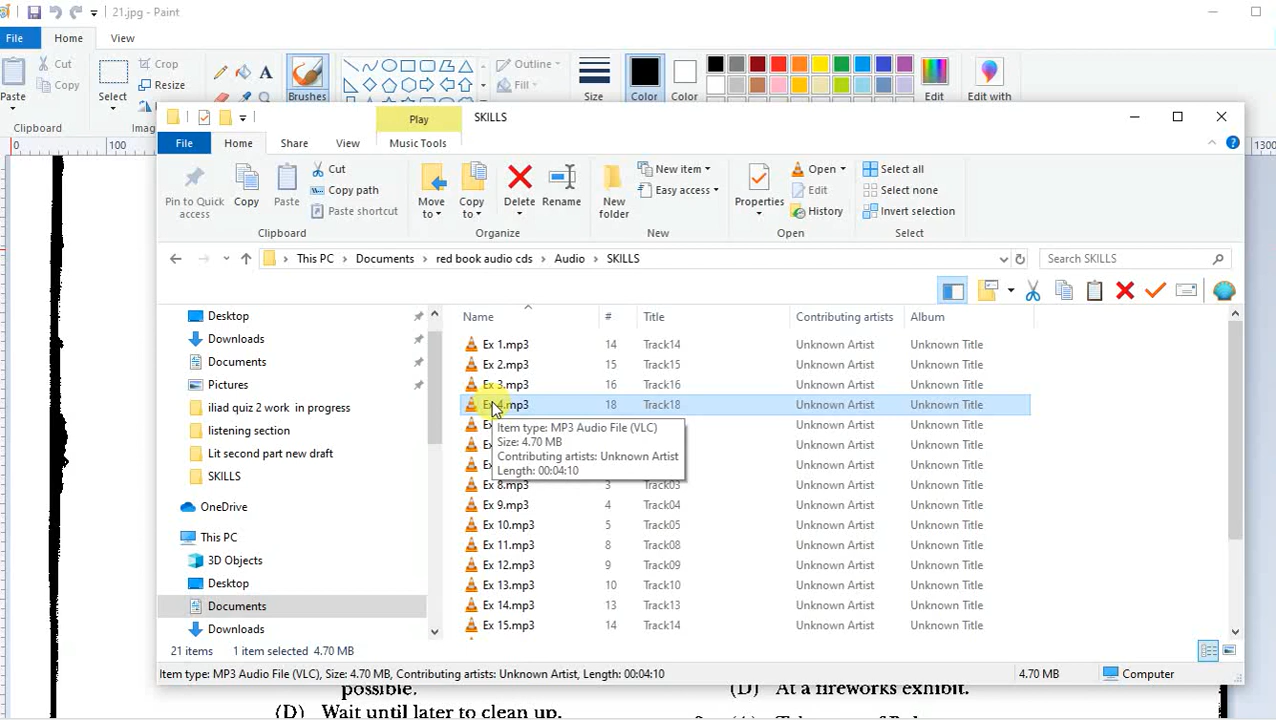 21.jpg - Paint
File Home View
Paste Cut Copy Clipboard
Select Crop Resize
Brushes
Outline Fill
Size Color Color Edit Edit with
0 100 1300
Play SKILLS
File Home Share View Music Tools
Pin to Quick access Copy Paste Cut Copy path Paste shortcut
Move to Copy to Delete Rename
New folder New item Easy access
Properties Open Edit History
Select all Select none Invert selection
Clipboard Organize New Open Select
This PC Documents red book audio cds Audio SKILLS Search SKILLS
Name # Title Contributing artists Album
Desktop
Downloads
Documents
Pictures
iliad quiz 2 work in progress
listening section
Lit second part new draft
SKILLS
OneDrive
This PC
3D Objects
Desktop
Documents
Downloads
Ex 1.mp3 14 Track14 Unknown Artist Unknown Title
Ex 2.mp3 15 Track15 Unknown Artist Unknown Title
Ex 3.mp3 16 Track16 Unknown Artist Unknown Title
Ex 4.mp3 18 Track18 Unknown Artist Unknown Title
Unknown Artist Unknown Title
Unknown Artist Unknown Title
Unknown Artist Unknown Title
Item type: MP3 Audio File (VLC)
Size: 4.70 MB
Contributing artists: Unknown Artist
Length: 00:04:10
Ex 8.mp3 3 Track03 Unknown Artist Unknown Title
Ex 9.mp3 4 Track04 Unknown Artist Unknown Title
Ex 10.mp3 5 Track05 Unknown Artist Unknown Title
Ex 11.mp3 8 Track08 Unknown Artist Unknown Title
Ex 12.mp3 9 Track09 Unknown Artist Unknown Title
Ex 13.mp3 10 Track10 Unknown Artist Unknown Title
Ex 14.mp3 13 Track13 Unknown Artist Unknown Title
Ex 15.mp3 14 Track14 Unknown Artist Unknown Title
21 items 1 item selected 4.70 MB
Item type: MP3 Audio File (VLC), Size: 4.70 MB, Contributing artists: Unknown Artist, Length: 00:04:10 4.70 MB Computer
possible. (D) At a fireworks exhibit.
(D) Wait until later to clean up.